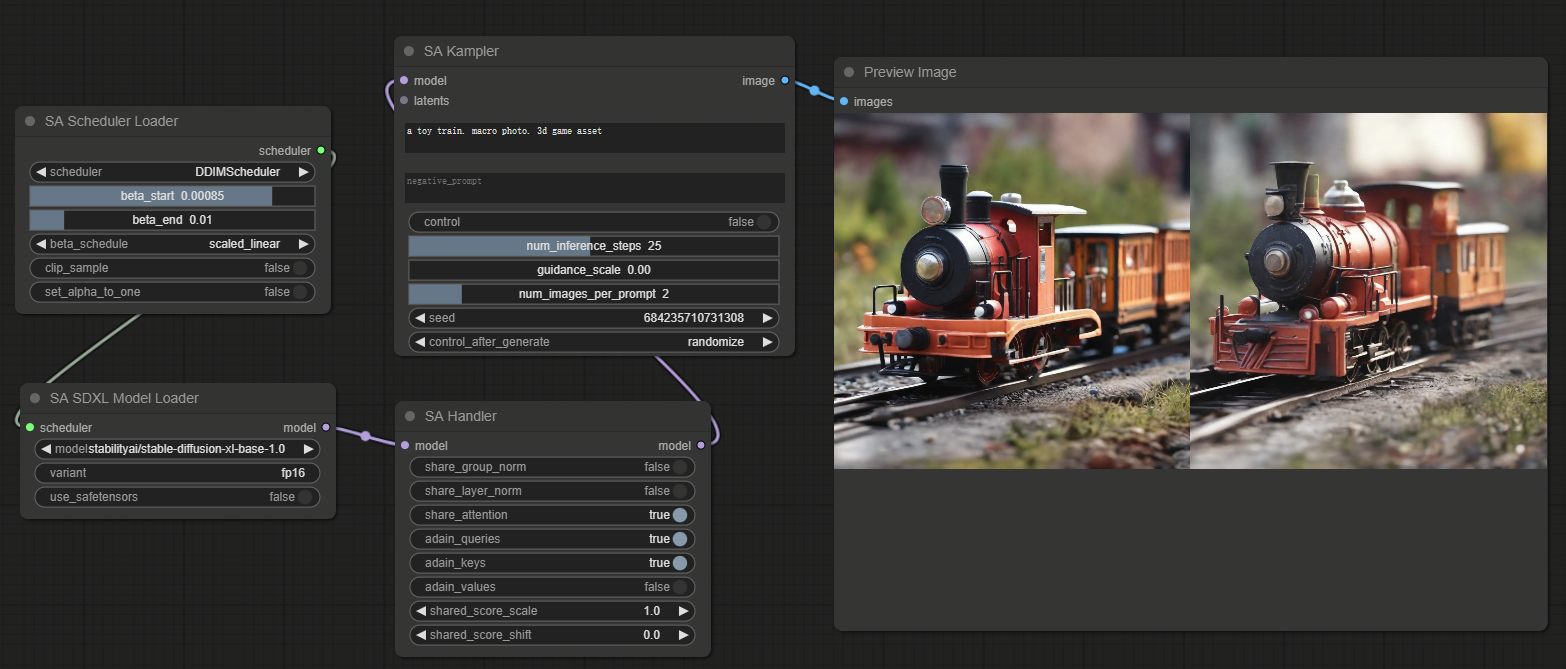 SA Scheduler Loader
scheduler
scheduler DDIMScheduler
beta_start 0.00085
beta_end 0.01
beta_schedule scaled_linear
clip_sample false
set_alpha_to_one false
SA SDXL Model Loader
scheduler model
modelstabilityai/stable-diffusion-xl-base-1.0
variant fp16
use_safetensors false
SA Kampler
model image
latents
a toy train. macro photo. 3d game asset
negative_prompt
control false
num_inference_steps 25
guidance_scale 0.00
num_images_per_prompt 2
seed 684235710731308
control_after_generate randomize
SA Handler
model model
share_group_norm false
share_layer_norm false
share_attention true
adain_queries true
adain_keys true
adain_values false
shared_score_scale 1.0
shared_score_shift 0.0
Preview Image
images